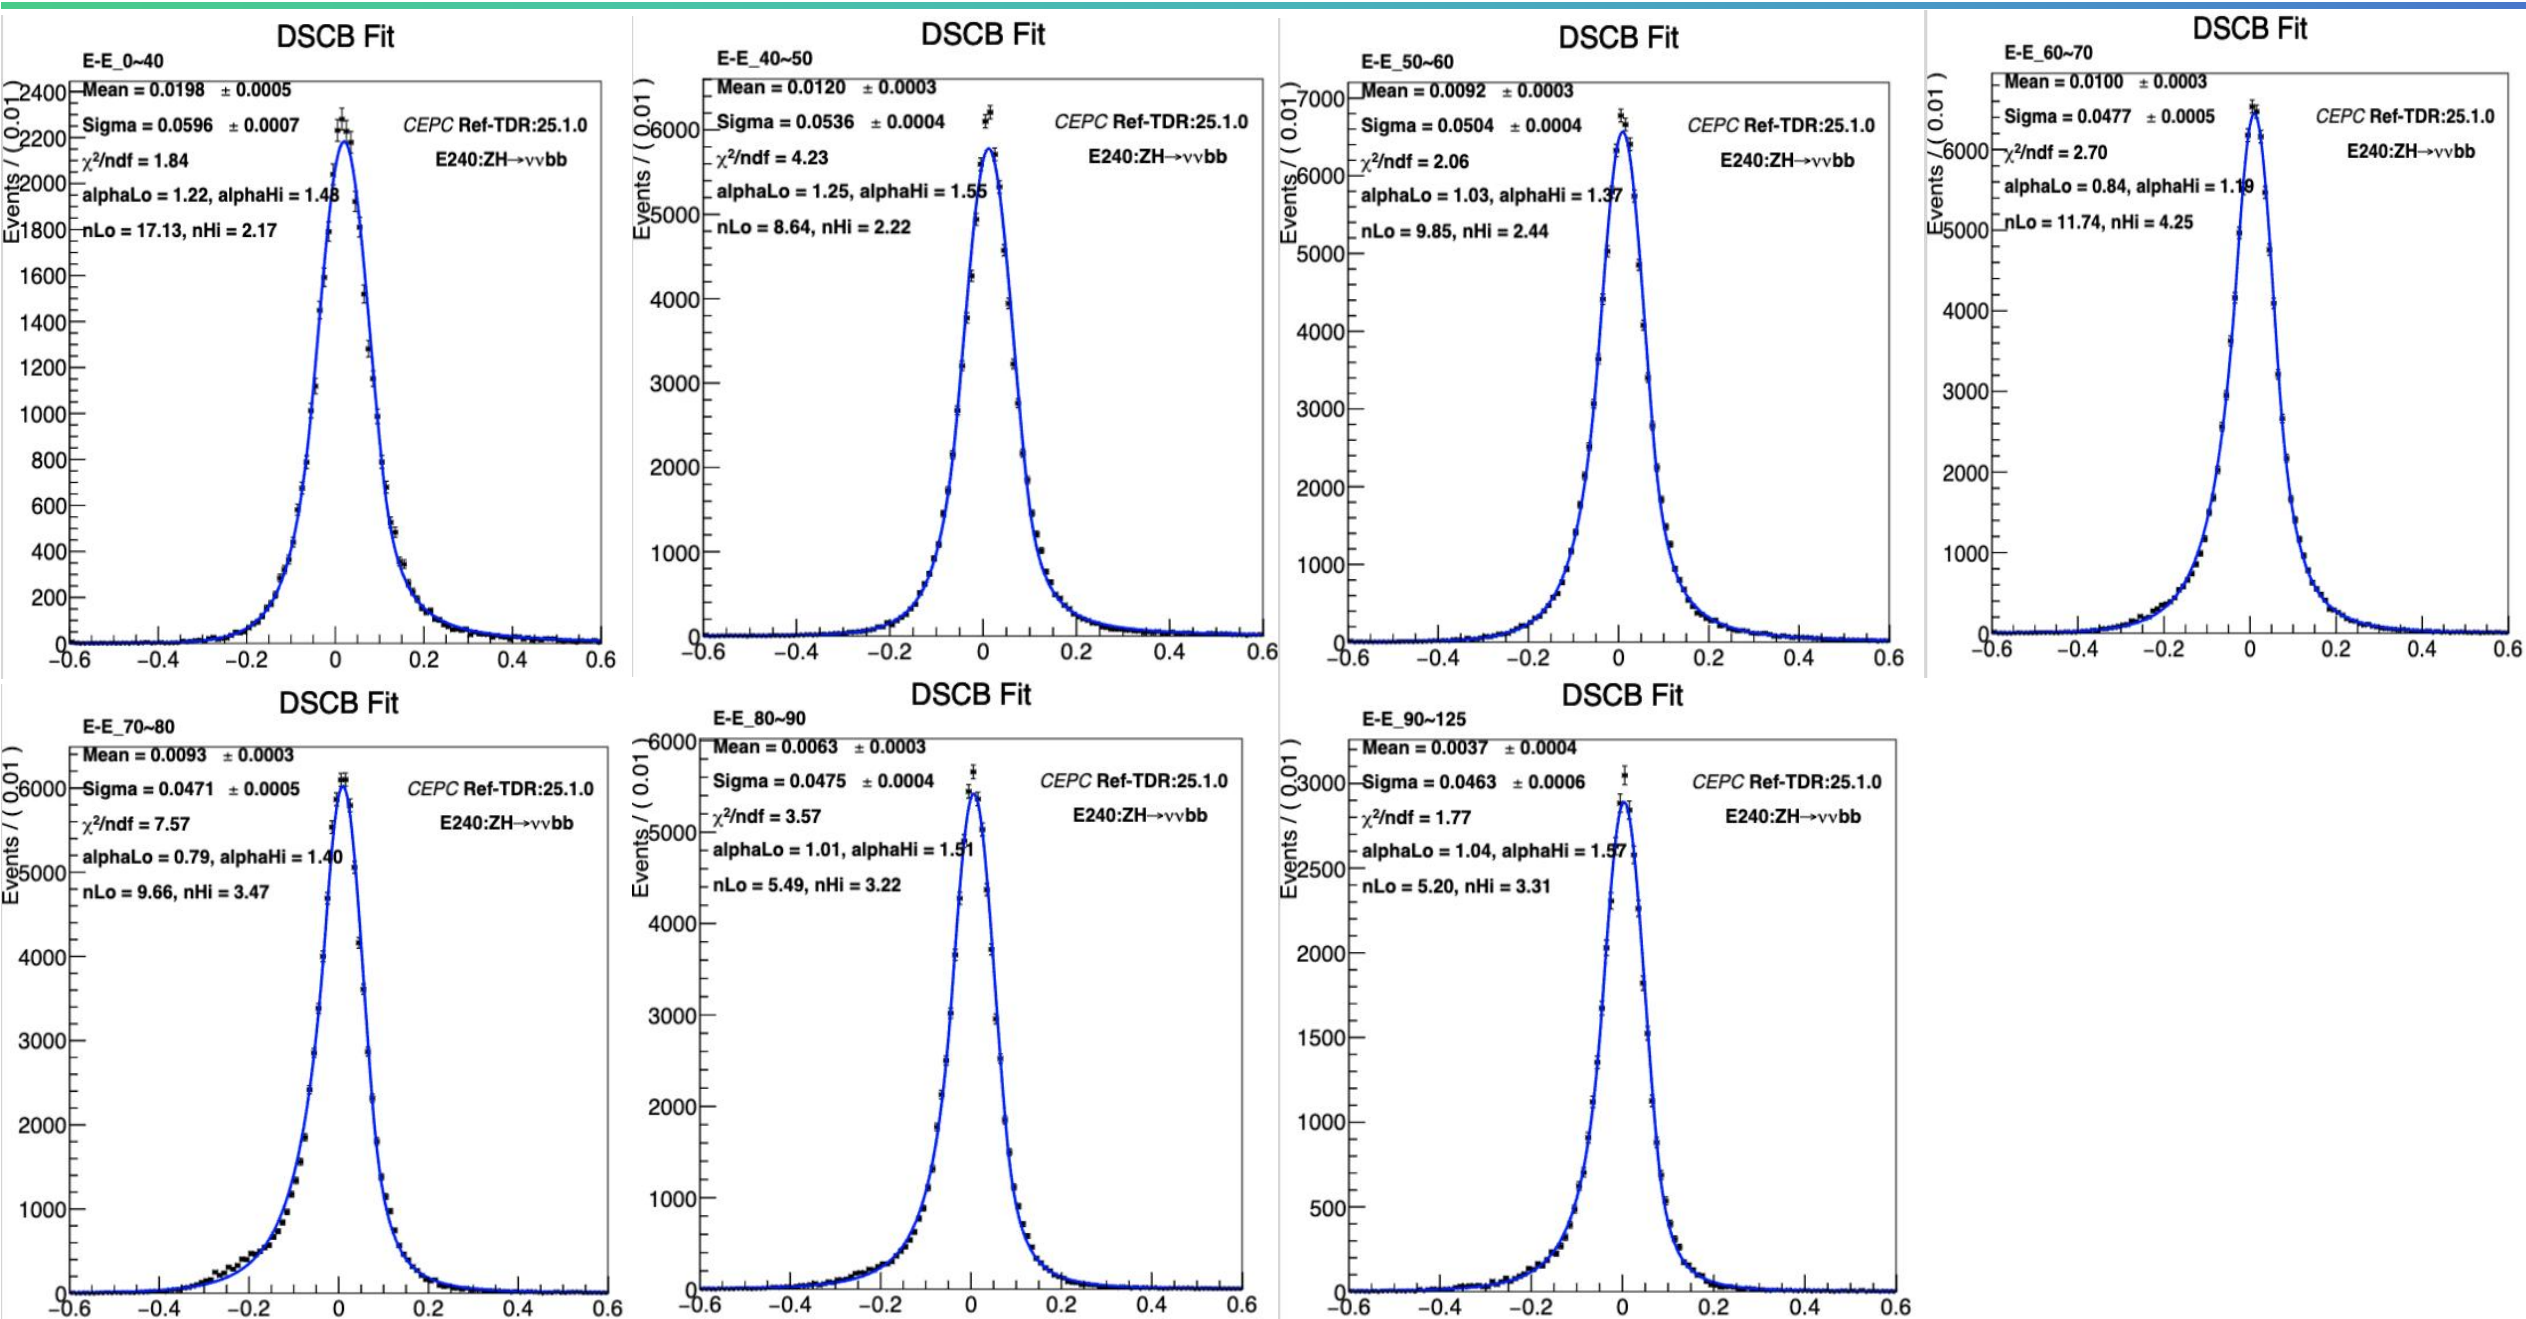 DSCB Fit
E-E_0~40
Mean = 0.0198 ± 0.0005
Sigma = 0.0596 ± 0.0007
χ²/ndf = 1.84
alphaLo = 1.22, alphaHi = 1.43
nLo = 17.13, nHi = 2.17
CEPC Ref-TDR:25.1.0
E240:ZH→ννbb
Events / ( 0.01 )
2400
2200
2000
1800
1600
1400
1200
1000
800
600
400
200
0
−0.6 −0.4 −0.2 0 0.2 0.4 0.6
DSCB Fit
E-E_40~50
Mean = 0.0120 ± 0.0003
Sigma = 0.0536 ± 0.0004
χ²/ndf = 4.23
alphaLo = 1.25, alphaHi = 1.55
nLo = 8.64, nHi = 2.22
CEPC Ref-TDR:25.1.0
E240:ZH→ννbb
Events / ( 0.01 )
6000
5000
4000
3000
2000
1000
0
−0.6 −0.4 −0.2 0 0.2 0.4 0.6
DSCB Fit
E-E_50~60
Mean = 0.0092 ± 0.0003
Sigma = 0.0504 ± 0.0004
χ²/ndf = 2.06
alphaLo = 1.03, alphaHi = 1.37
nLo = 9.85, nHi = 2.44
CEPC Ref-TDR:25.1.0
E240:ZH→ννbb
Events / ( 0.01 )
7000
6000
5000
4000
3000
2000
1000
0
−0.6 −0.4 −0.2 0 0.2 0.4 0.6
DSCB Fit
E-E_60~70
Mean = 0.0100 ± 0.0003
Sigma = 0.0477 ± 0.0005
χ²/ndf = 2.70
alphaLo = 0.84, alphaHi = 1.19
nLo = 11.74, nHi = 4.25
CEPC Ref-TDR:25.1.0
E240:ZH→ννbb
Events / ( 0.01 )
6000
5000
4000
3000
2000
1000
0
−0.6 −0.4 −0.2 0 0.2 0.4 0.6
DSCB Fit
E-E_70~80
Mean = 0.0093 ± 0.0003
Sigma = 0.0471 ± 0.0005
χ²/ndf = 7.57
alphaLo = 0.79, alphaHi = 1.40
nLo = 9.66, nHi = 3.47
CEPC Ref-TDR:25.1.0
E240:ZH→ννbb
Events / ( 0.01 )
6000
5000
4000
3000
2000
1000
0
−0.6 −0.4 −0.2 0 0.2 0.4 0.6
DSCB Fit
E-E_80~90
Mean = 0.0063 ± 0.0003
Sigma = 0.0475 ± 0.0004
χ²/ndf = 3.57
alphaLo = 1.01, alphaHi = 1.51
nLo = 5.49, nHi = 3.22
CEPC Ref-TDR:25.1.0
E240:ZH→ννbb
Events / ( 0.01 )
6000
5000
4000
3000
2000
1000
0
−0.6 −0.4 −0.2 0 0.2 0.4 0.6
DSCB Fit
E-E_90~125
Mean = 0.0037 ± 0.0004
Sigma = 0.0463 ± 0.0006
χ²/ndf = 1.77
alphaLo = 1.04, alphaHi = 1.57
nLo = 5.20, nHi = 3.31
CEPC Ref-TDR:25.1.0
E240:ZH→ννbb
Events / ( 0.01 )
3000
2500
2000
1500
1000
500
0
−0.6 −0.4 −0.2 0 0.2 0.4 0.6